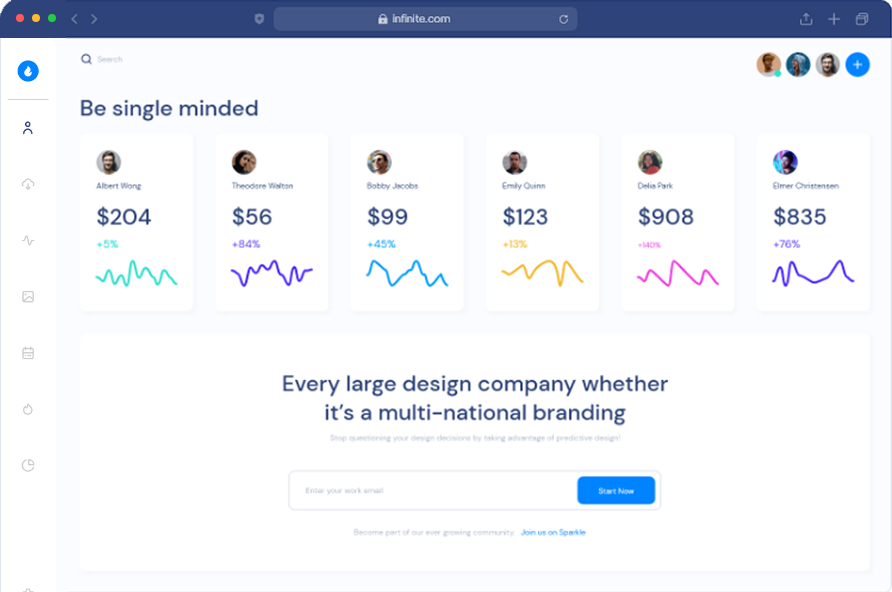 infinite.com
Search
Be single minded
Albert Wong
$204
+5%
Theodore Walton
$56
+84%
Bobby Jacobs
$99
+45%
Emily Quinn
$123
+13%
Delia Park
$908
+140%
Elmer Christensen
$835
+76%
Every large design company whether
it's a multi-national branding
Stop questioning your design decisions by taking advantage of predictive design!
Enter your work email
Start Now
Become part of our ever growing community. Join us on Sparkle